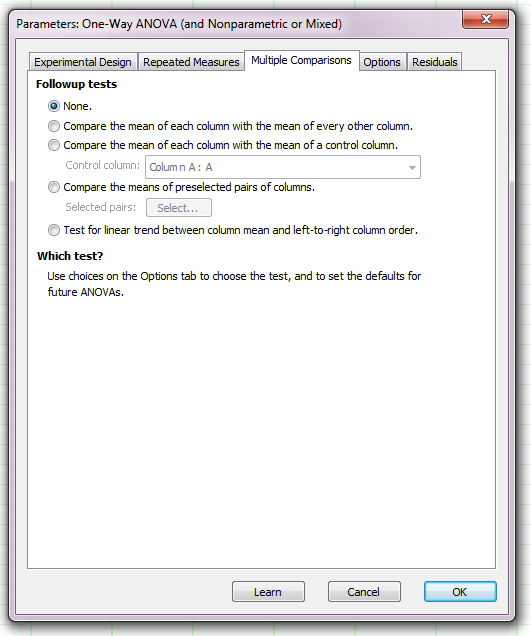 Parameters: One-Way ANOVA (and Nonparametric or Mixed)
Experimental Design Repeated Measures Multiple Comparisons Options Residuals
Followup tests
None.
Compare the mean of each column with the mean of every other column.
Compare the mean of each column with the mean of a control column.
Control column: Column A : A
Compare the means of preselected pairs of columns.
Selected pairs: Select...
Test for linear trend between column mean and left-to-right column order.
Which test?
Use choices on the Options tab to choose the test, and to set the defaults for
future ANOVAs.
Learn Cancel OK